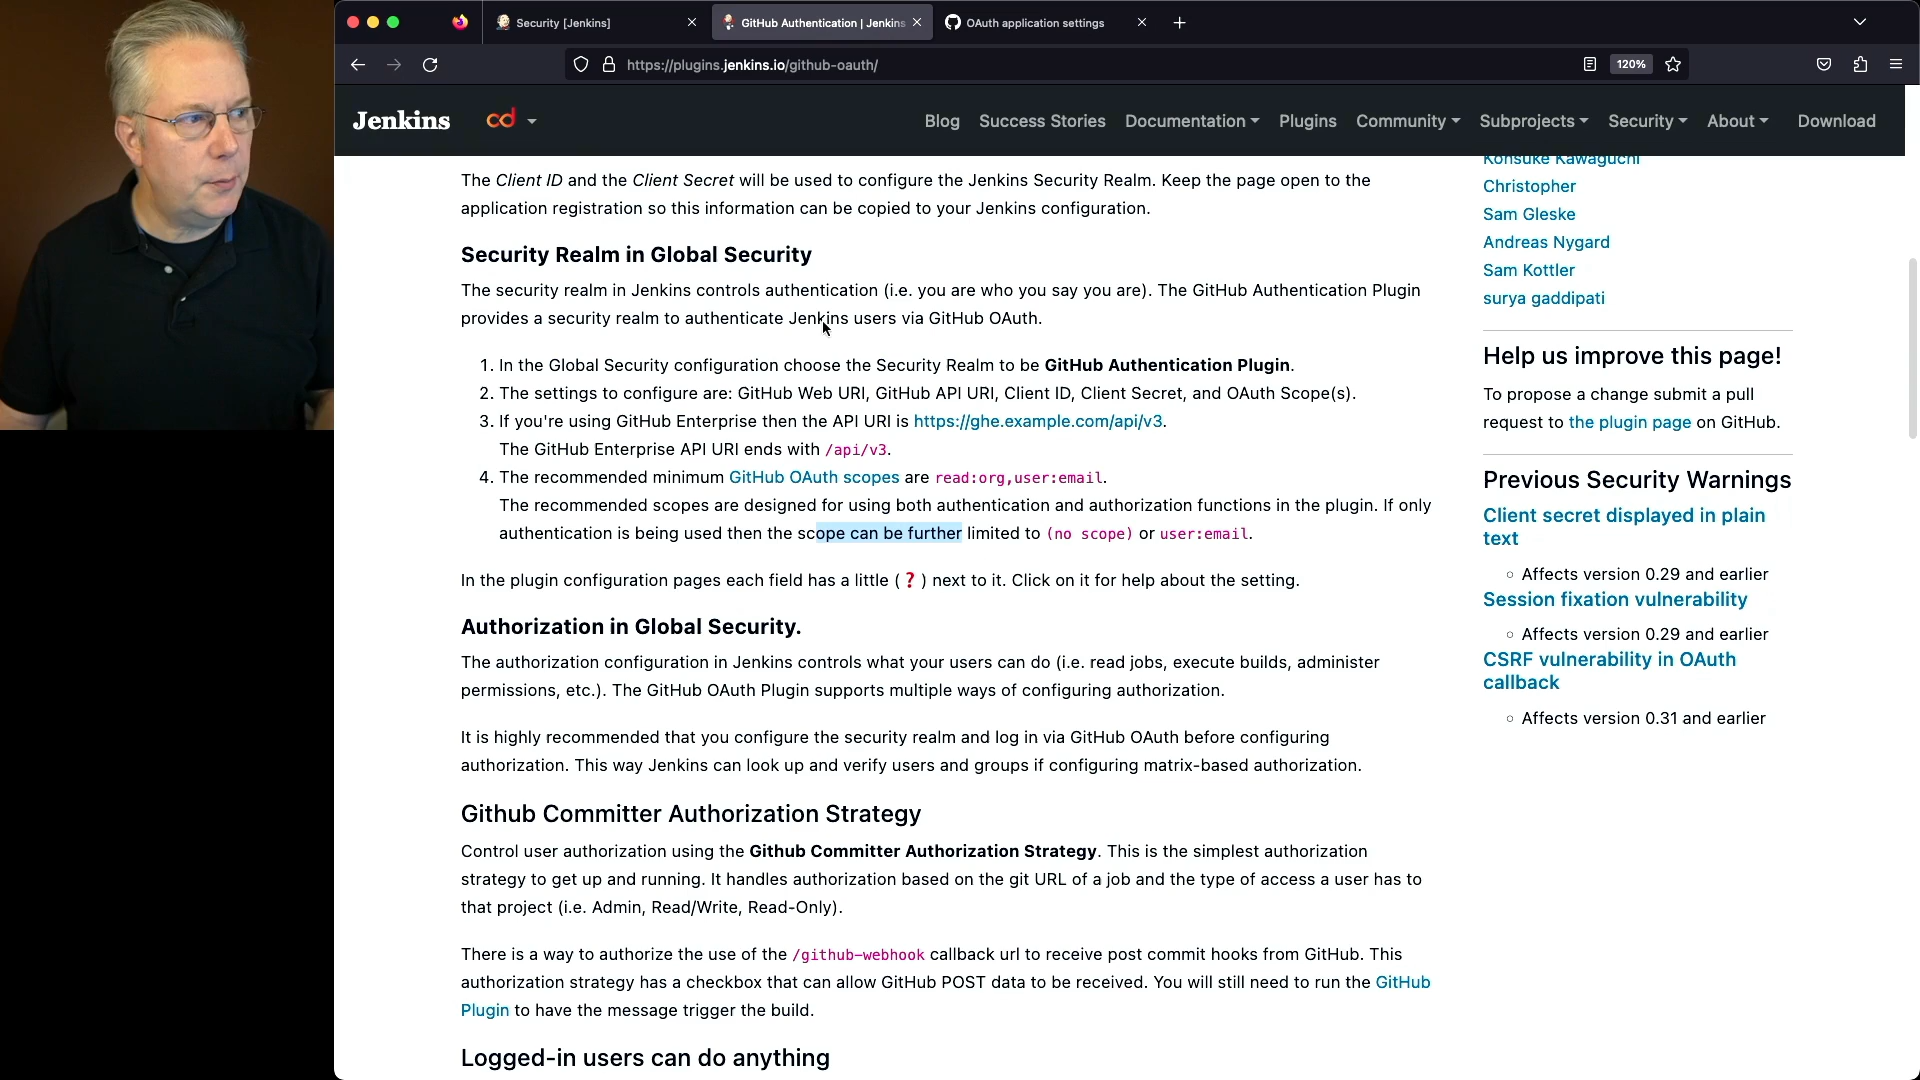 Security [Jenkins]
GitHub Authentication | Jenkins
OAuth application settings
https://plugins.jenkins.io/github-oauth/
120%
Jenkins
cd
Blog
Success Stories
Documentation
Plugins
Community
Subprojects
Security
About
Download
The Client ID and the Client Secret will be used to configure the Jenkins Security Realm. Keep the page open to the
application registration so this information can be copied to your Jenkins configuration.
Security Realm in Global Security
The security realm in Jenkins controls authentication (i.e. you are who you say you are). The GitHub Authentication Plugin
provides a security realm to authenticate Jenkins users via GitHub OAuth.
1. In the Global Security configuration choose the Security Realm to be GitHub Authentication Plugin.
2. The settings to configure are: GitHub Web URI, GitHub API URI, Client ID, Client Secret, and OAuth Scope(s).
3. If you're using GitHub Enterprise then the API URI is https://ghe.example.com/api/v3.
The GitHub Enterprise API URI ends with /api/v3.
4. The recommended minimum GitHub OAuth scopes are read:org,user:email.
The recommended scopes are designed for using both authentication and authorization functions in the plugin. If only
authentication is being used then the scope can be further limited to (no scope) or user:email.
In the plugin configuration pages each field has a little (❓) next to it. Click on it for help about the setting.
Authorization in Global Security.
The authorization configuration in Jenkins controls what your users can do (i.e. read jobs, execute builds, administer
permissions, etc.). The GitHub OAuth Plugin supports multiple ways of configuring authorization.
It is highly recommended that you configure the security realm and log in via GitHub OAuth before configuring
authorization. This way Jenkins can look up and verify users and groups if configuring matrix-based authorization.
Github Committer Authorization Strategy
Control user authorization using the Github Committer Authorization Strategy. This is the simplest authorization
strategy to get up and running. It handles authorization based on the git URL of a job and the type of access a user has to
that project (i.e. Admin, Read/Write, Read-Only).
There is a way to authorize the use of the /github-webhook callback url to receive post commit hooks from GitHub. This
authorization strategy has a checkbox that can allow GitHub POST data to be received. You will still need to run the GitHub
Plugin to have the message trigger the build.
Logged-in users can do anything
Kohsuke Kawaguchi
Christopher
Sam Gleske
Andreas Nygard
Sam Kottler
surya gaddipati
Help us improve this page!
To propose a change submit a pull
request to the plugin page on GitHub.
Previous Security Warnings
Client secret displayed in plain
text
Affects version 0.29 and earlier
Session fixation vulnerability
Affects version 0.29 and earlier
CSRF vulnerability in OAuth
callback
Affects version 0.31 and earlier